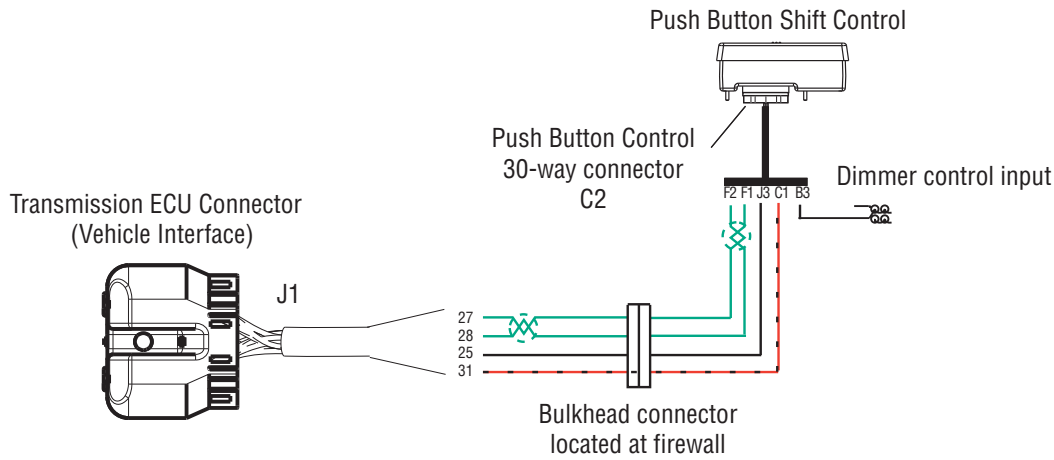 Push Button Shift Control
Push Button Control
30-way connector
C2
F2 F1 J3 C1 B3
Dimmer control input
Transmission ECU Connector
(Vehicle Interface)
J1
27
28
25
31
Bulkhead connector
located at firewall